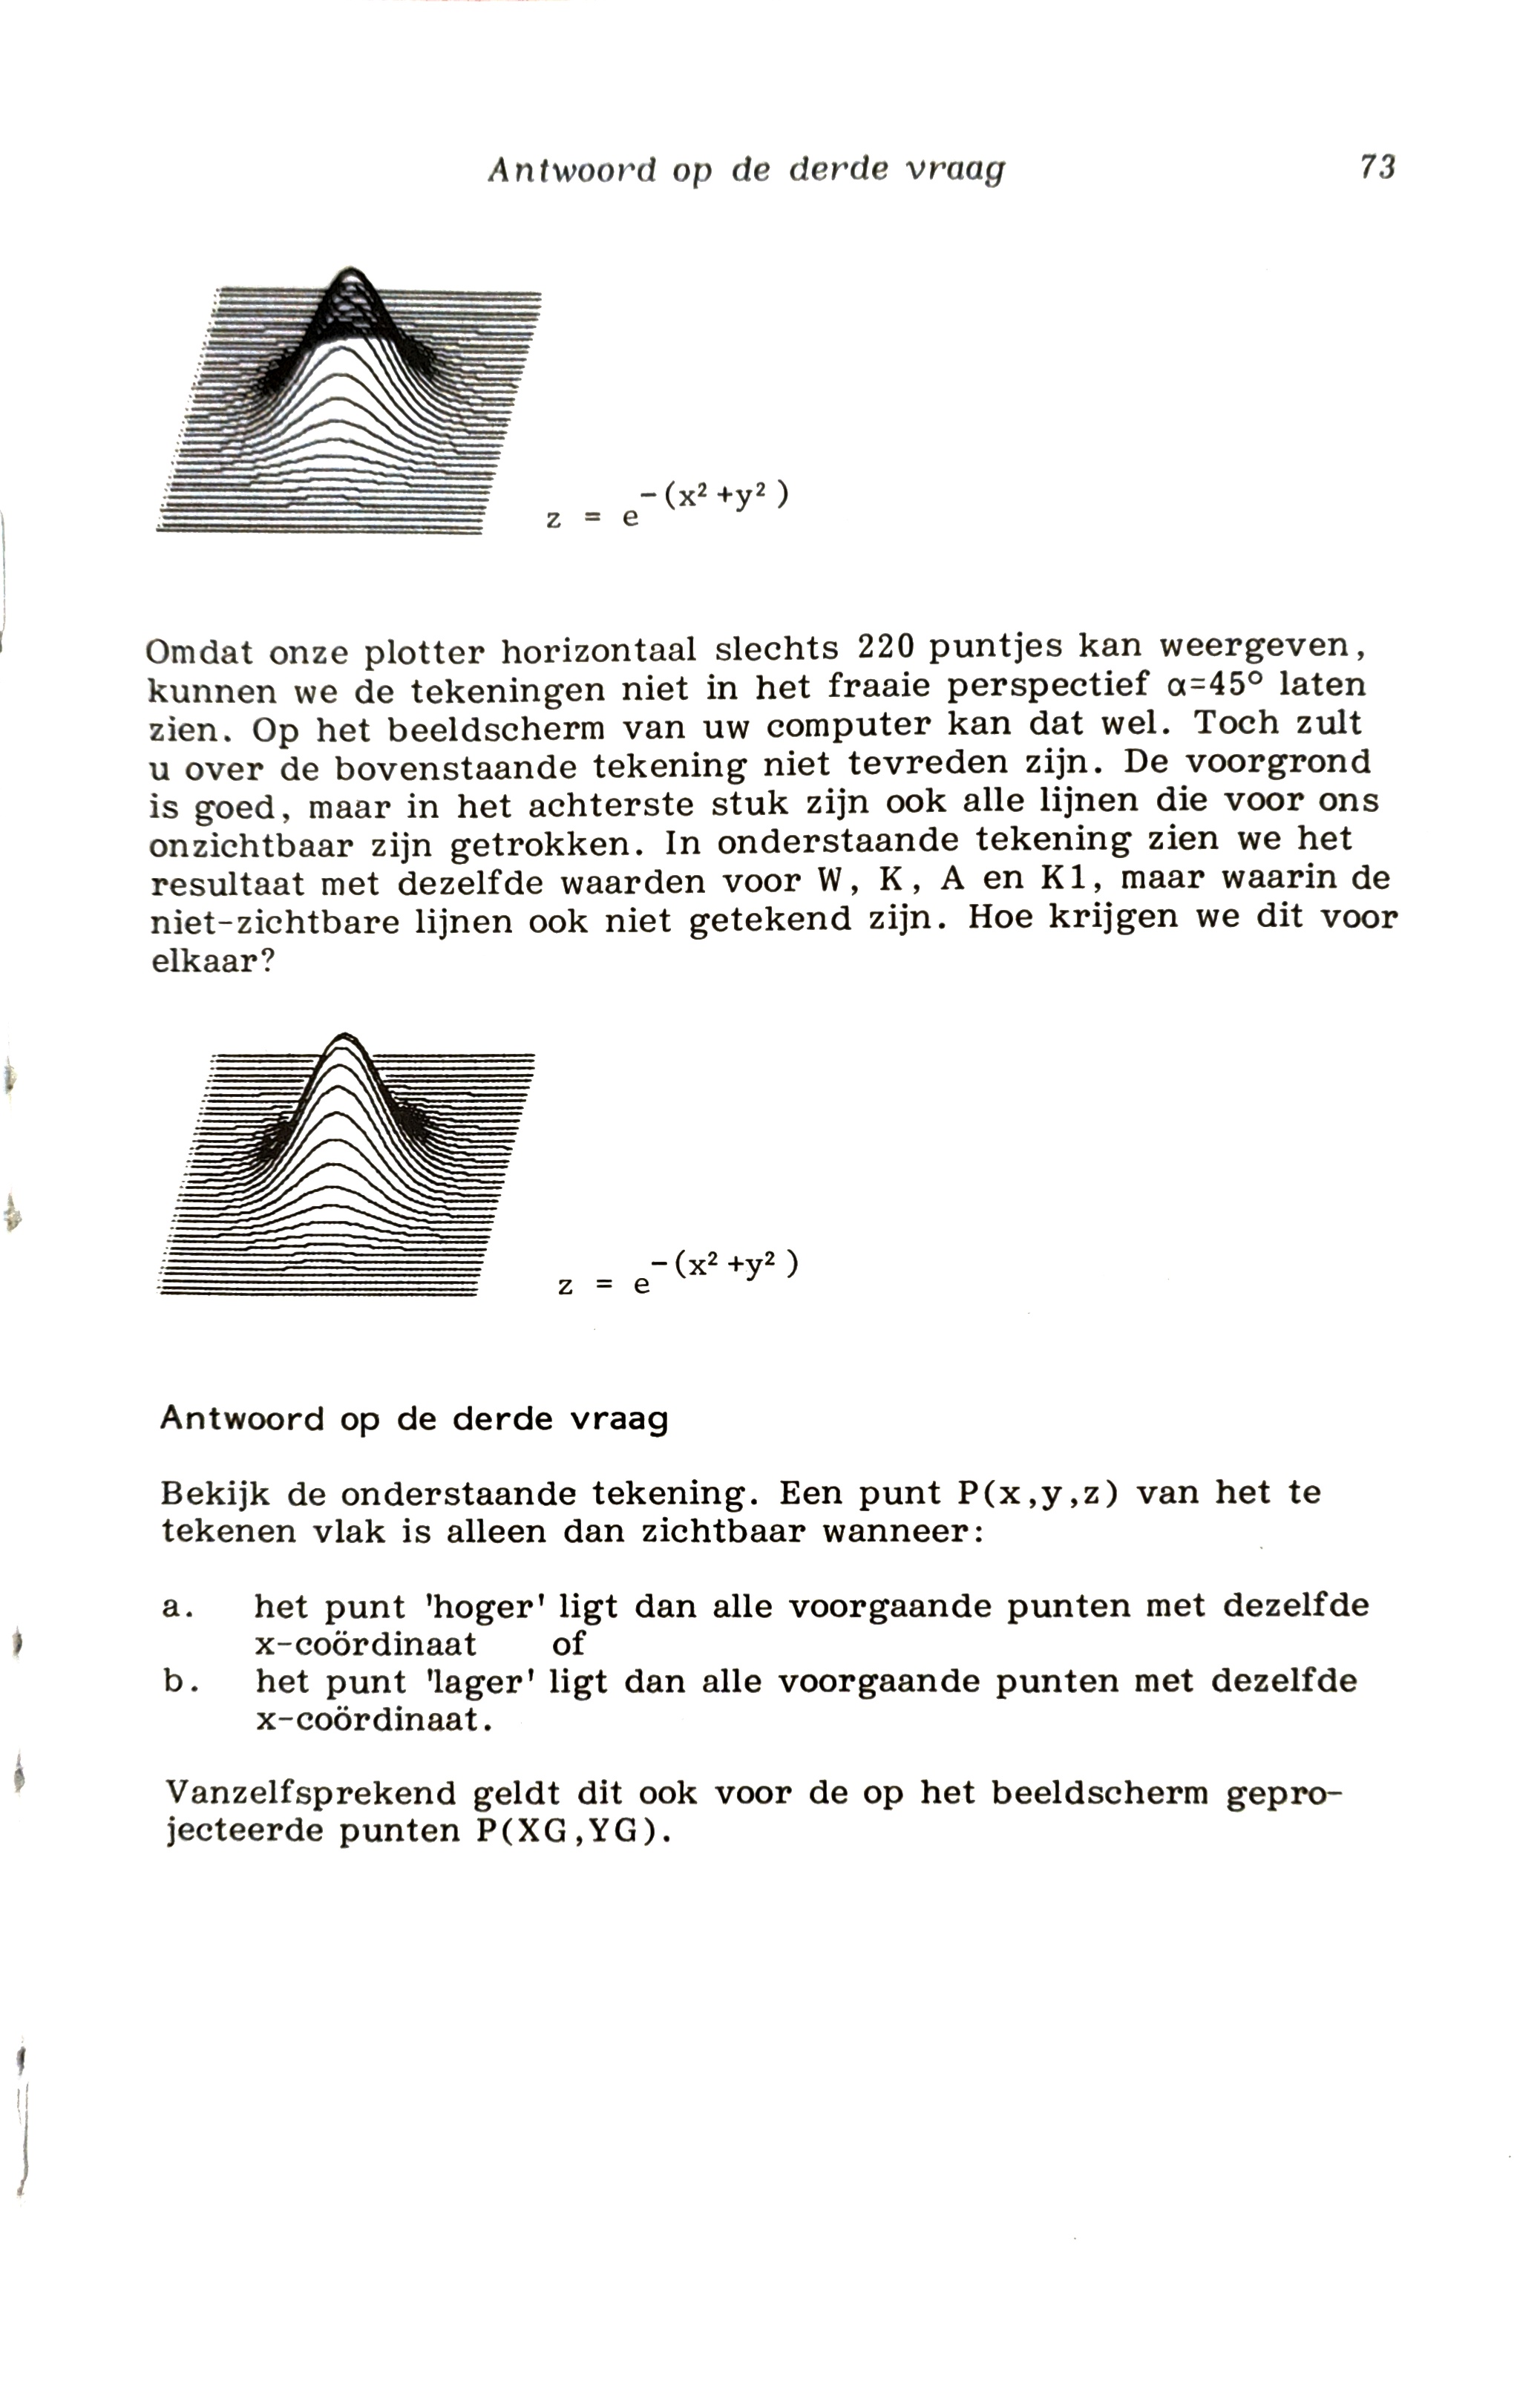 Antwoord op de derde vraag 73
z = e^-(x² +y² )
Omdat onze plotter horizontaal slechts 220 puntjes kan weergeven,
kunnen we de tekeningen niet in het fraaie perspectief α=45° laten
zien. Op het beeldscherm van uw computer kan dat wel. Toch zult
u over de bovenstaande tekening niet tevreden zijn. De voorgrond
is goed, maar in het achterste stuk zijn ook alle lijnen die voor ons
onzichtbaar zijn getrokken. In onderstaande tekening zien we het
resultaat met dezelfde waarden voor W, K, A en K1, maar waarin de
niet-zichtbare lijnen ook niet getekend zijn. Hoe krijgen we dit voor
elkaar?
z = e^-(x² +y² )
Antwoord op de derde vraag
Bekijk de onderstaande tekening. Een punt P(x,y,z) van het te
tekenen vlak is alleen dan zichtbaar wanneer:
a. het punt 'hoger' ligt dan alle voorgaande punten met dezelfde
x-coördinaat of
b. het punt 'lager' ligt dan alle voorgaande punten met dezelfde
x-coördinaat.
Vanzelfsprekend geldt dit ook voor de op het beeldscherm gepro-
jecteerde punten P(XG,YG).